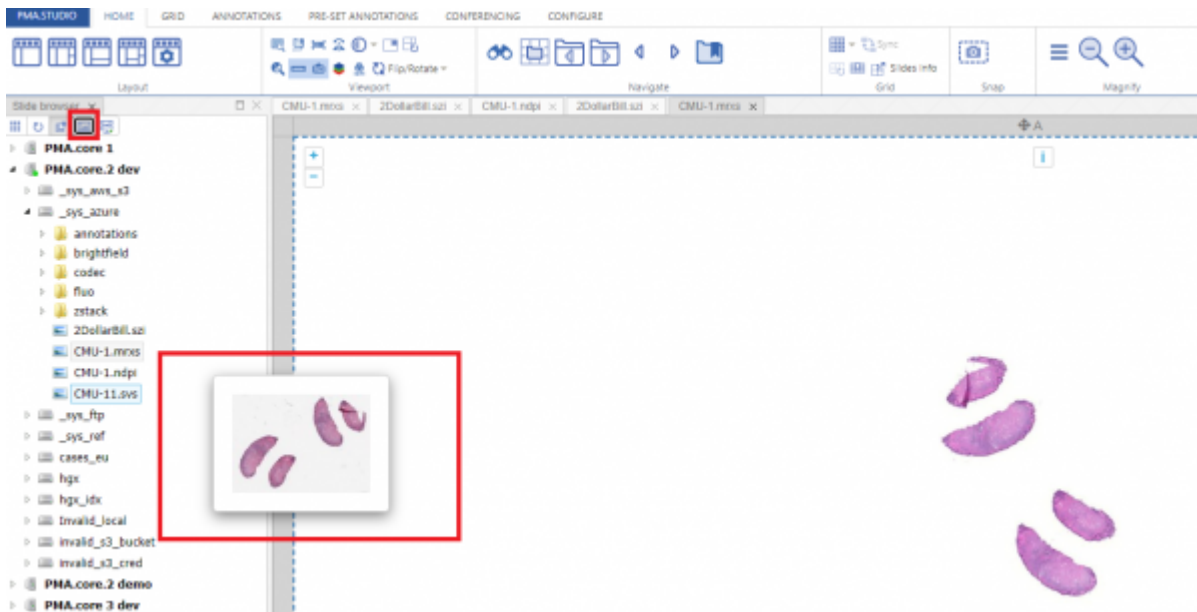 PMA.STUDIO HOME GRID ANNOTATIONS PRE-SET ANNOTATIONS CONFERENCING CONFIGURE
Sync
Flip/Rotate
Slides info
Layout Viewport Navigate Grid Snap Magnify
Slide browser CMU-1.mrxs 2DollarBill.szi CMU-1.ndpi 2DollarBill.szi CMU-1.mrxs
A
PMA.core 1
PMA.core.2 dev
_sys_aws_s3
_sys_azure
annotations
brightfield
codec
fluo
zstack
2DollarBill.szi
CMU-1.mrxs
CMU-1.ndpi
CMU-11.svs
_sys_ftp
_sys_ref
cases_eu
hgx
hgx_idx
Invalid_local
invalid_s3_bucket
invalid_s3_cred
PMA.core.2 demo
PMA.core 3 dev